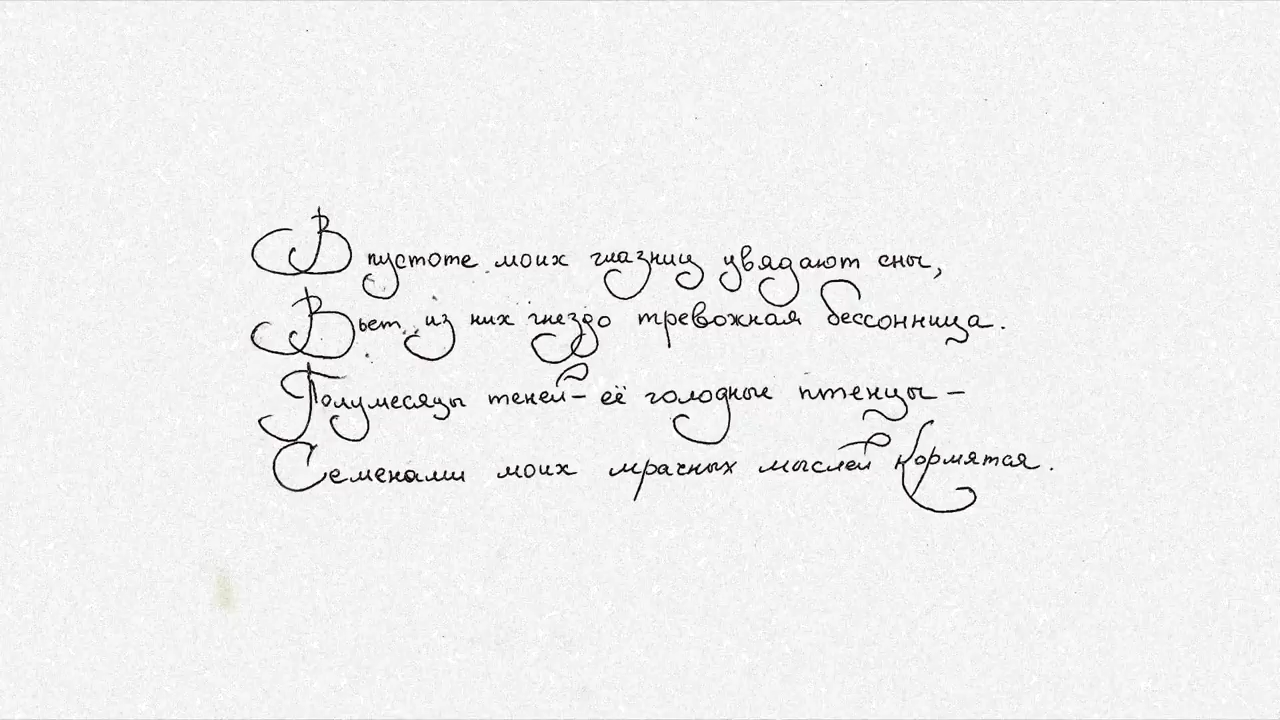 В пустоте моих глазниц увядают сны,
Вьет из них гнездо тревожная бессонница.
Полумесяцы теней – её голодные птенцы –
Семенами моих мрачных мыслей кормятся.